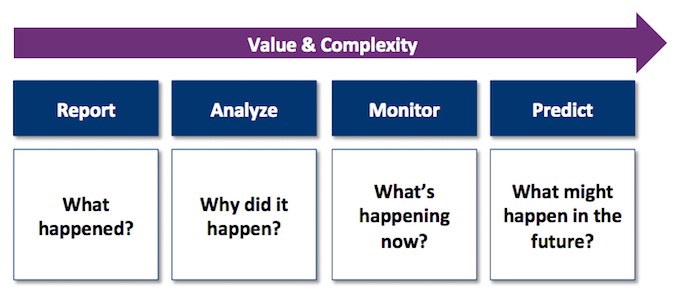 Value & Complexity
Report
Analyze
Monitor
Predict
What
happened?
Why did it
happen?
What's
happening
now?
What might
happen in the
future?